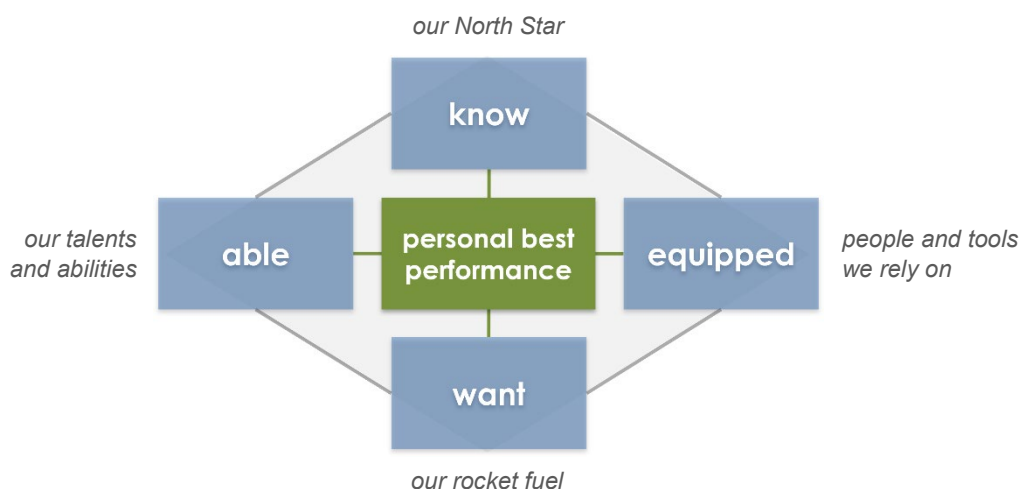 our North Star
know
our talents
and abilities
able
personal best
performance
equipped
people and tools
we rely on
want
our rocket fuel